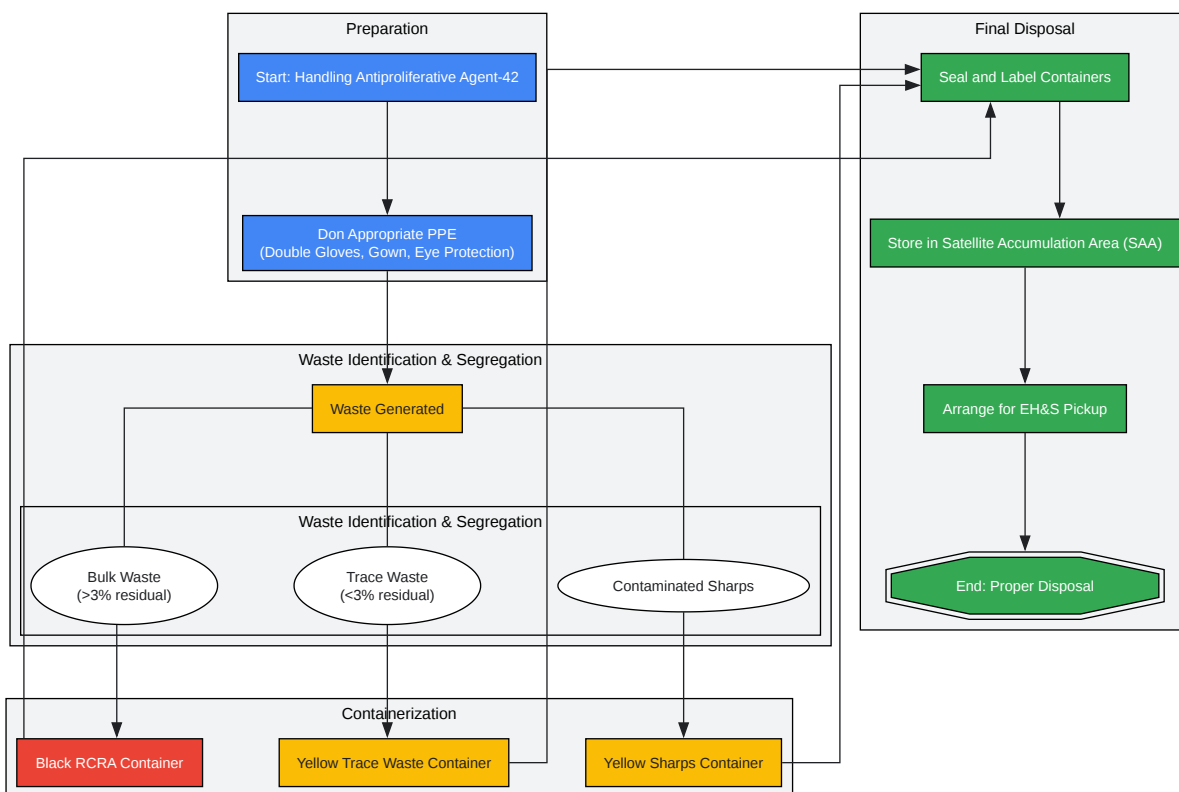 Preparation
Start: Handling Antiproliferative Agent-42
Don Appropriate PPE
(Double Gloves, Gown, Eye Protection)
Waste Identification & Segregation
Waste Generated
Waste Identification & Segregation
Bulk Waste
(>3% residual)
Trace Waste
(<3% residual)
Contaminated Sharps
Containerization
Black RCRA Container
Yellow Trace Waste Container
Yellow Sharps Container
Final Disposal
Seal and Label Containers
Store in Satellite Accumulation Area (SAA)
Arrange for EH&S Pickup
End: Proper Disposal